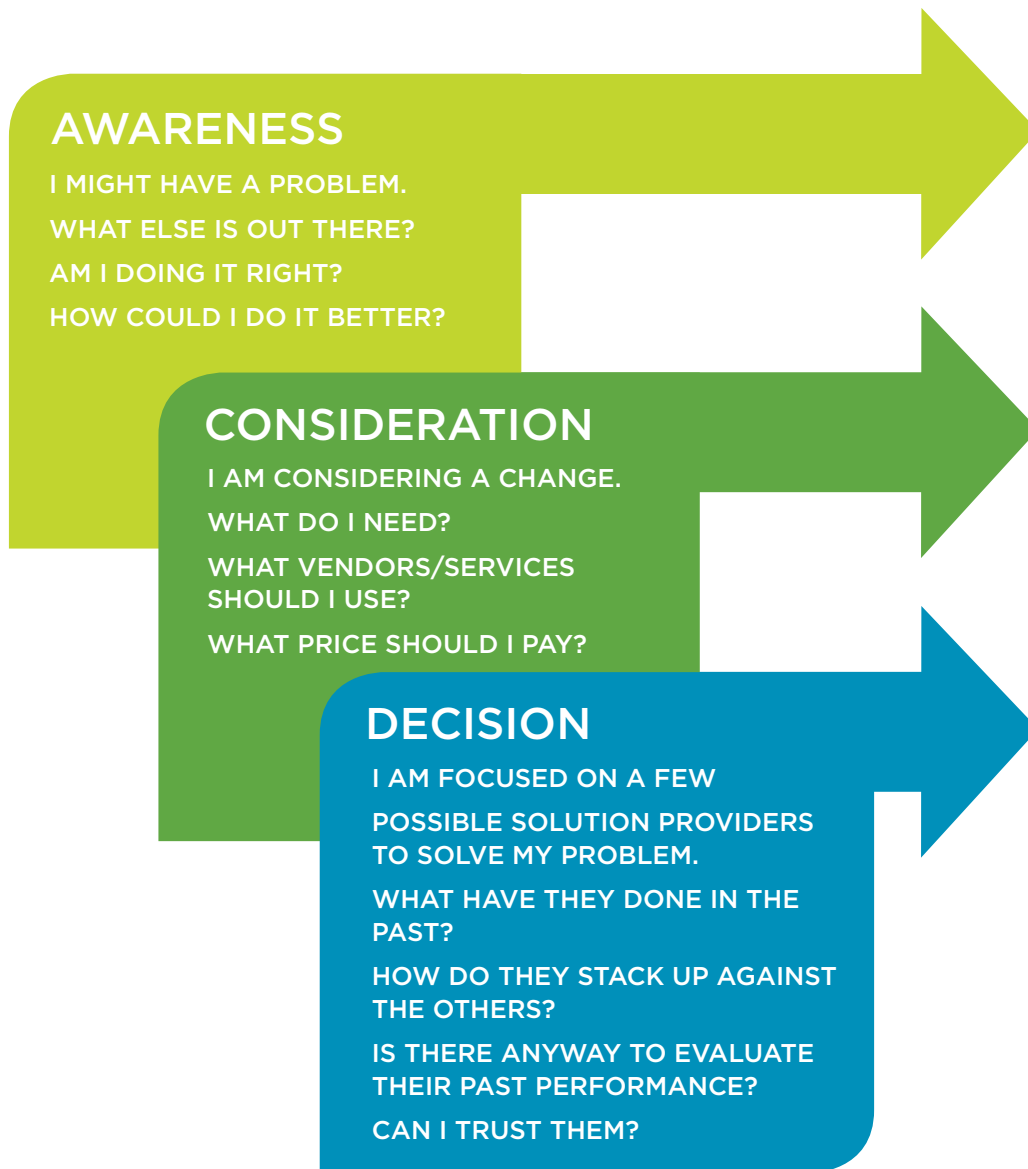 AWARENESS
I MIGHT HAVE A PROBLEM.
WHAT ELSE IS OUT THERE?
AM I DOING IT RIGHT?
HOW COULD I DO IT BETTER?
CONSIDERATION
I AM CONSIDERING A CHANGE.
WHAT DO I NEED?
WHAT VENDORS/SERVICES
SHOULD I USE?
WHAT PRICE SHOULD I PAY?
DECISION
I AM FOCUSED ON A FEW
POSSIBLE SOLUTION PROVIDERS
TO SOLVE MY PROBLEM.
WHAT HAVE THEY DONE IN THE
PAST?
HOW DO THEY STACK UP AGAINST
THE OTHERS?
IS THERE ANYWAY TO EVALUATE
THEIR PAST PERFORMANCE?
CAN I TRUST THEM?